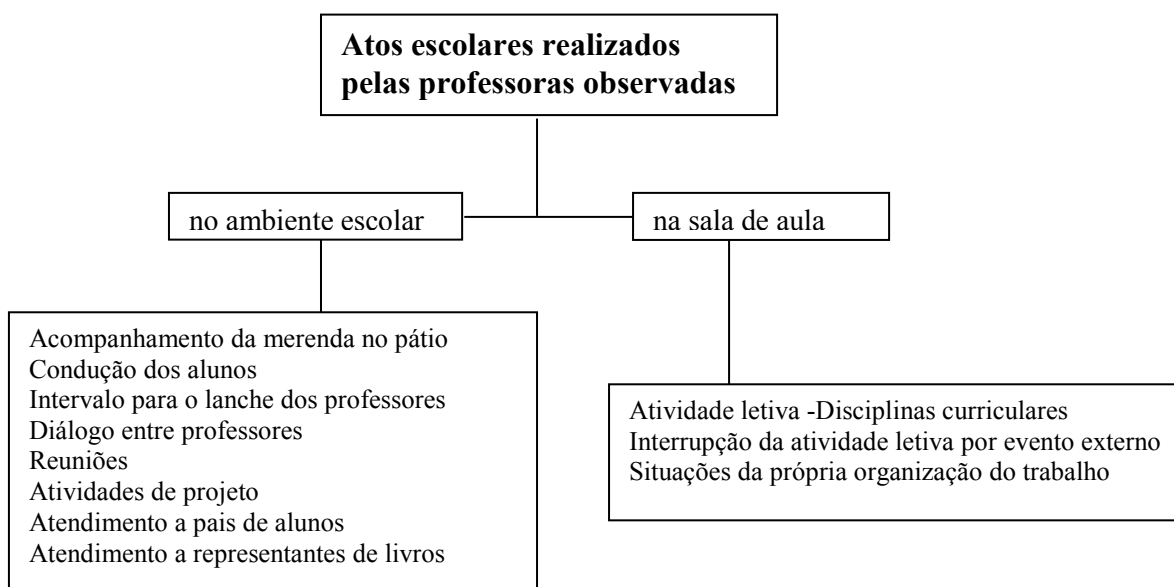 Atos escolares realizados
pelas professoras observadas
no ambiente escolar
na sala de aula
Acompanhamento da merenda no pátio
Condução dos alunos
Intervalo para o lanche dos professores
Diálogo entre professores
Reuniões
Atividades de projeto
Atendimento a pais de alunos
Atendimento a representantes de livros
Atividade letiva -Disciplinas curriculares
Interrupção da atividade letiva por evento externo
Situações da própria organização do trabalho